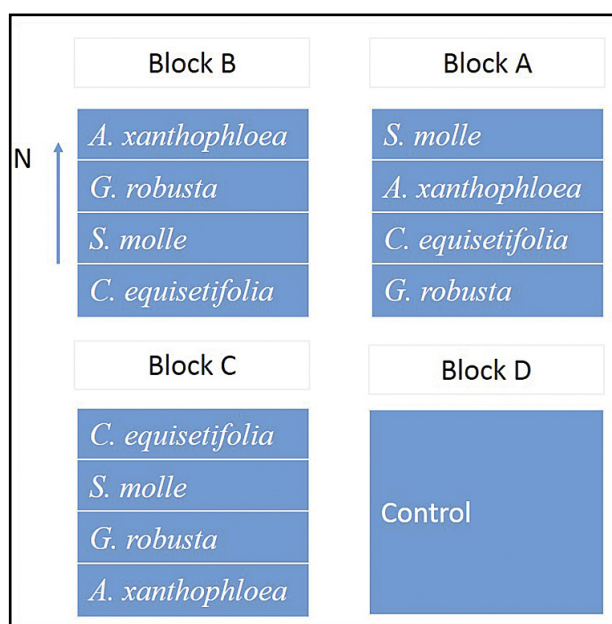 Block B
A. xanthophloea
G. robusta
S. molle
C. equisetifolia
Block A
S. molle
A. xanthophloea
C. equisetifolia
G. robusta
N
Block C
C. equisetifolia
S. molle
G. robusta
A. xanthophloea
Block D
Control